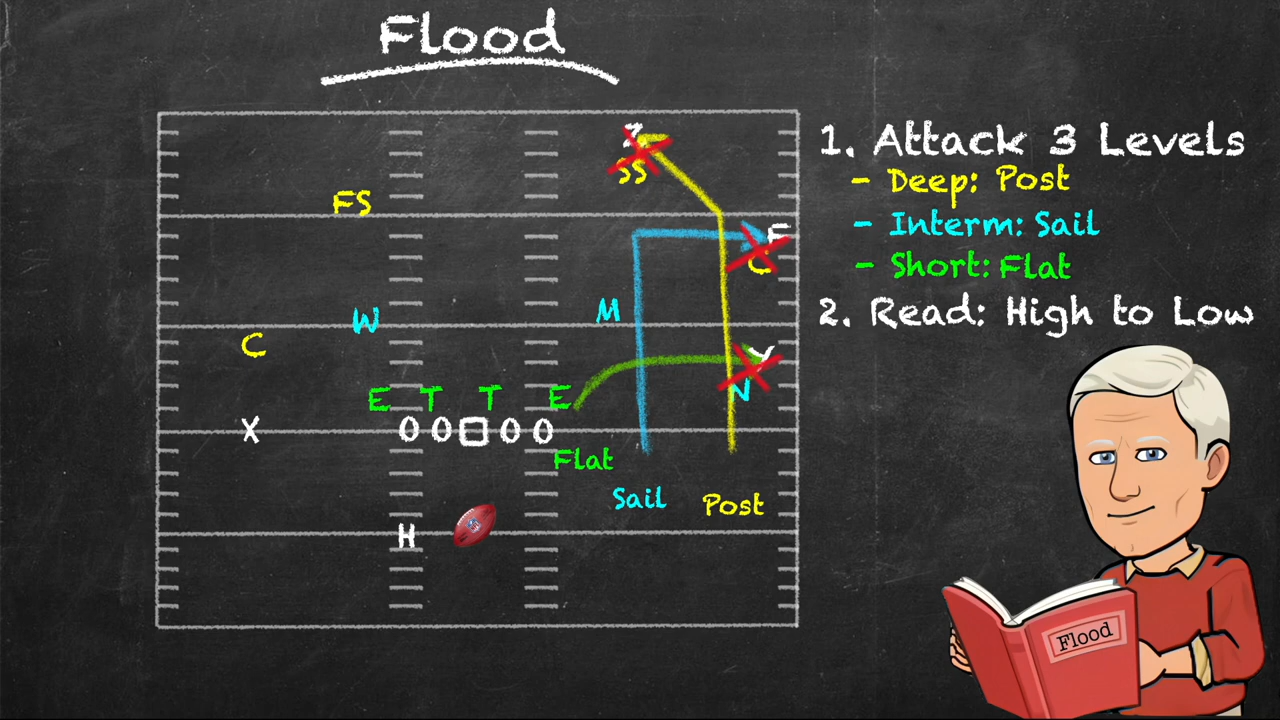 Flood
1. Attack 3 Levels
- Deep: Post
- Interm: Sail
- Short: Flat
2. Read: High to Low
Z
SS
FS
F
C
M
W
C
Y
N
E T T E
X O O O O
Flat
Sail
Post
H
Flood